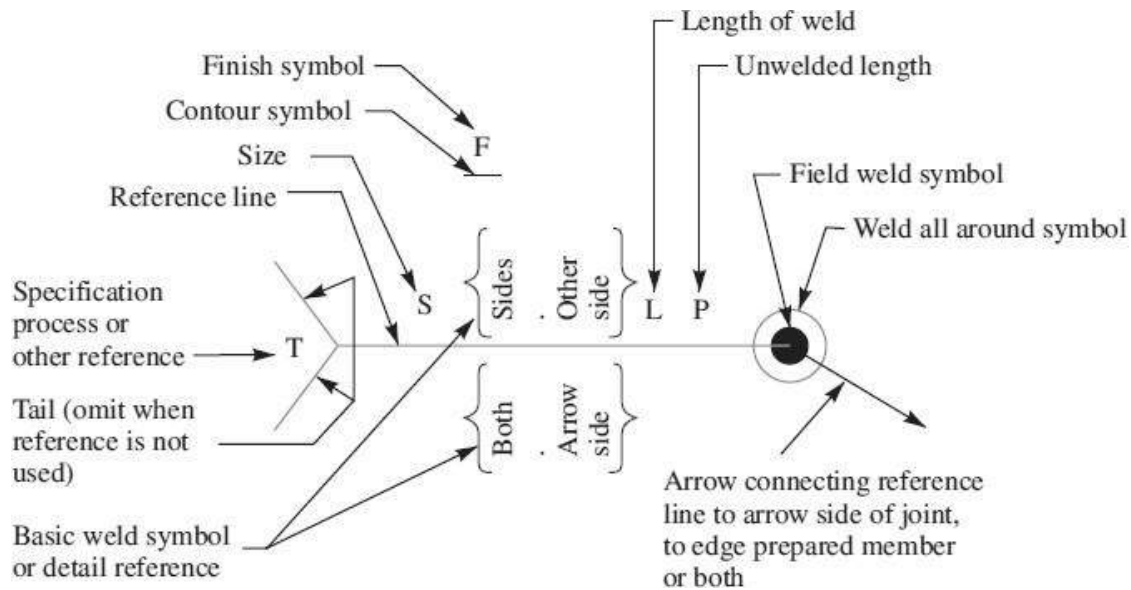 Length of weld
Finish symbol
Unwelded length
Contour symbol
F
Size
Field weld symbol
Reference line
Weld all around symbol
Specification
process or
other reference
T
S
Sides
Other
side
L
P
Both
Arrow
side
Tail (omit when
reference is not
used)
Arrow connecting reference
line to arrow side of joint,
to edge prepared member
or both
Basic weld symbol
or detail reference